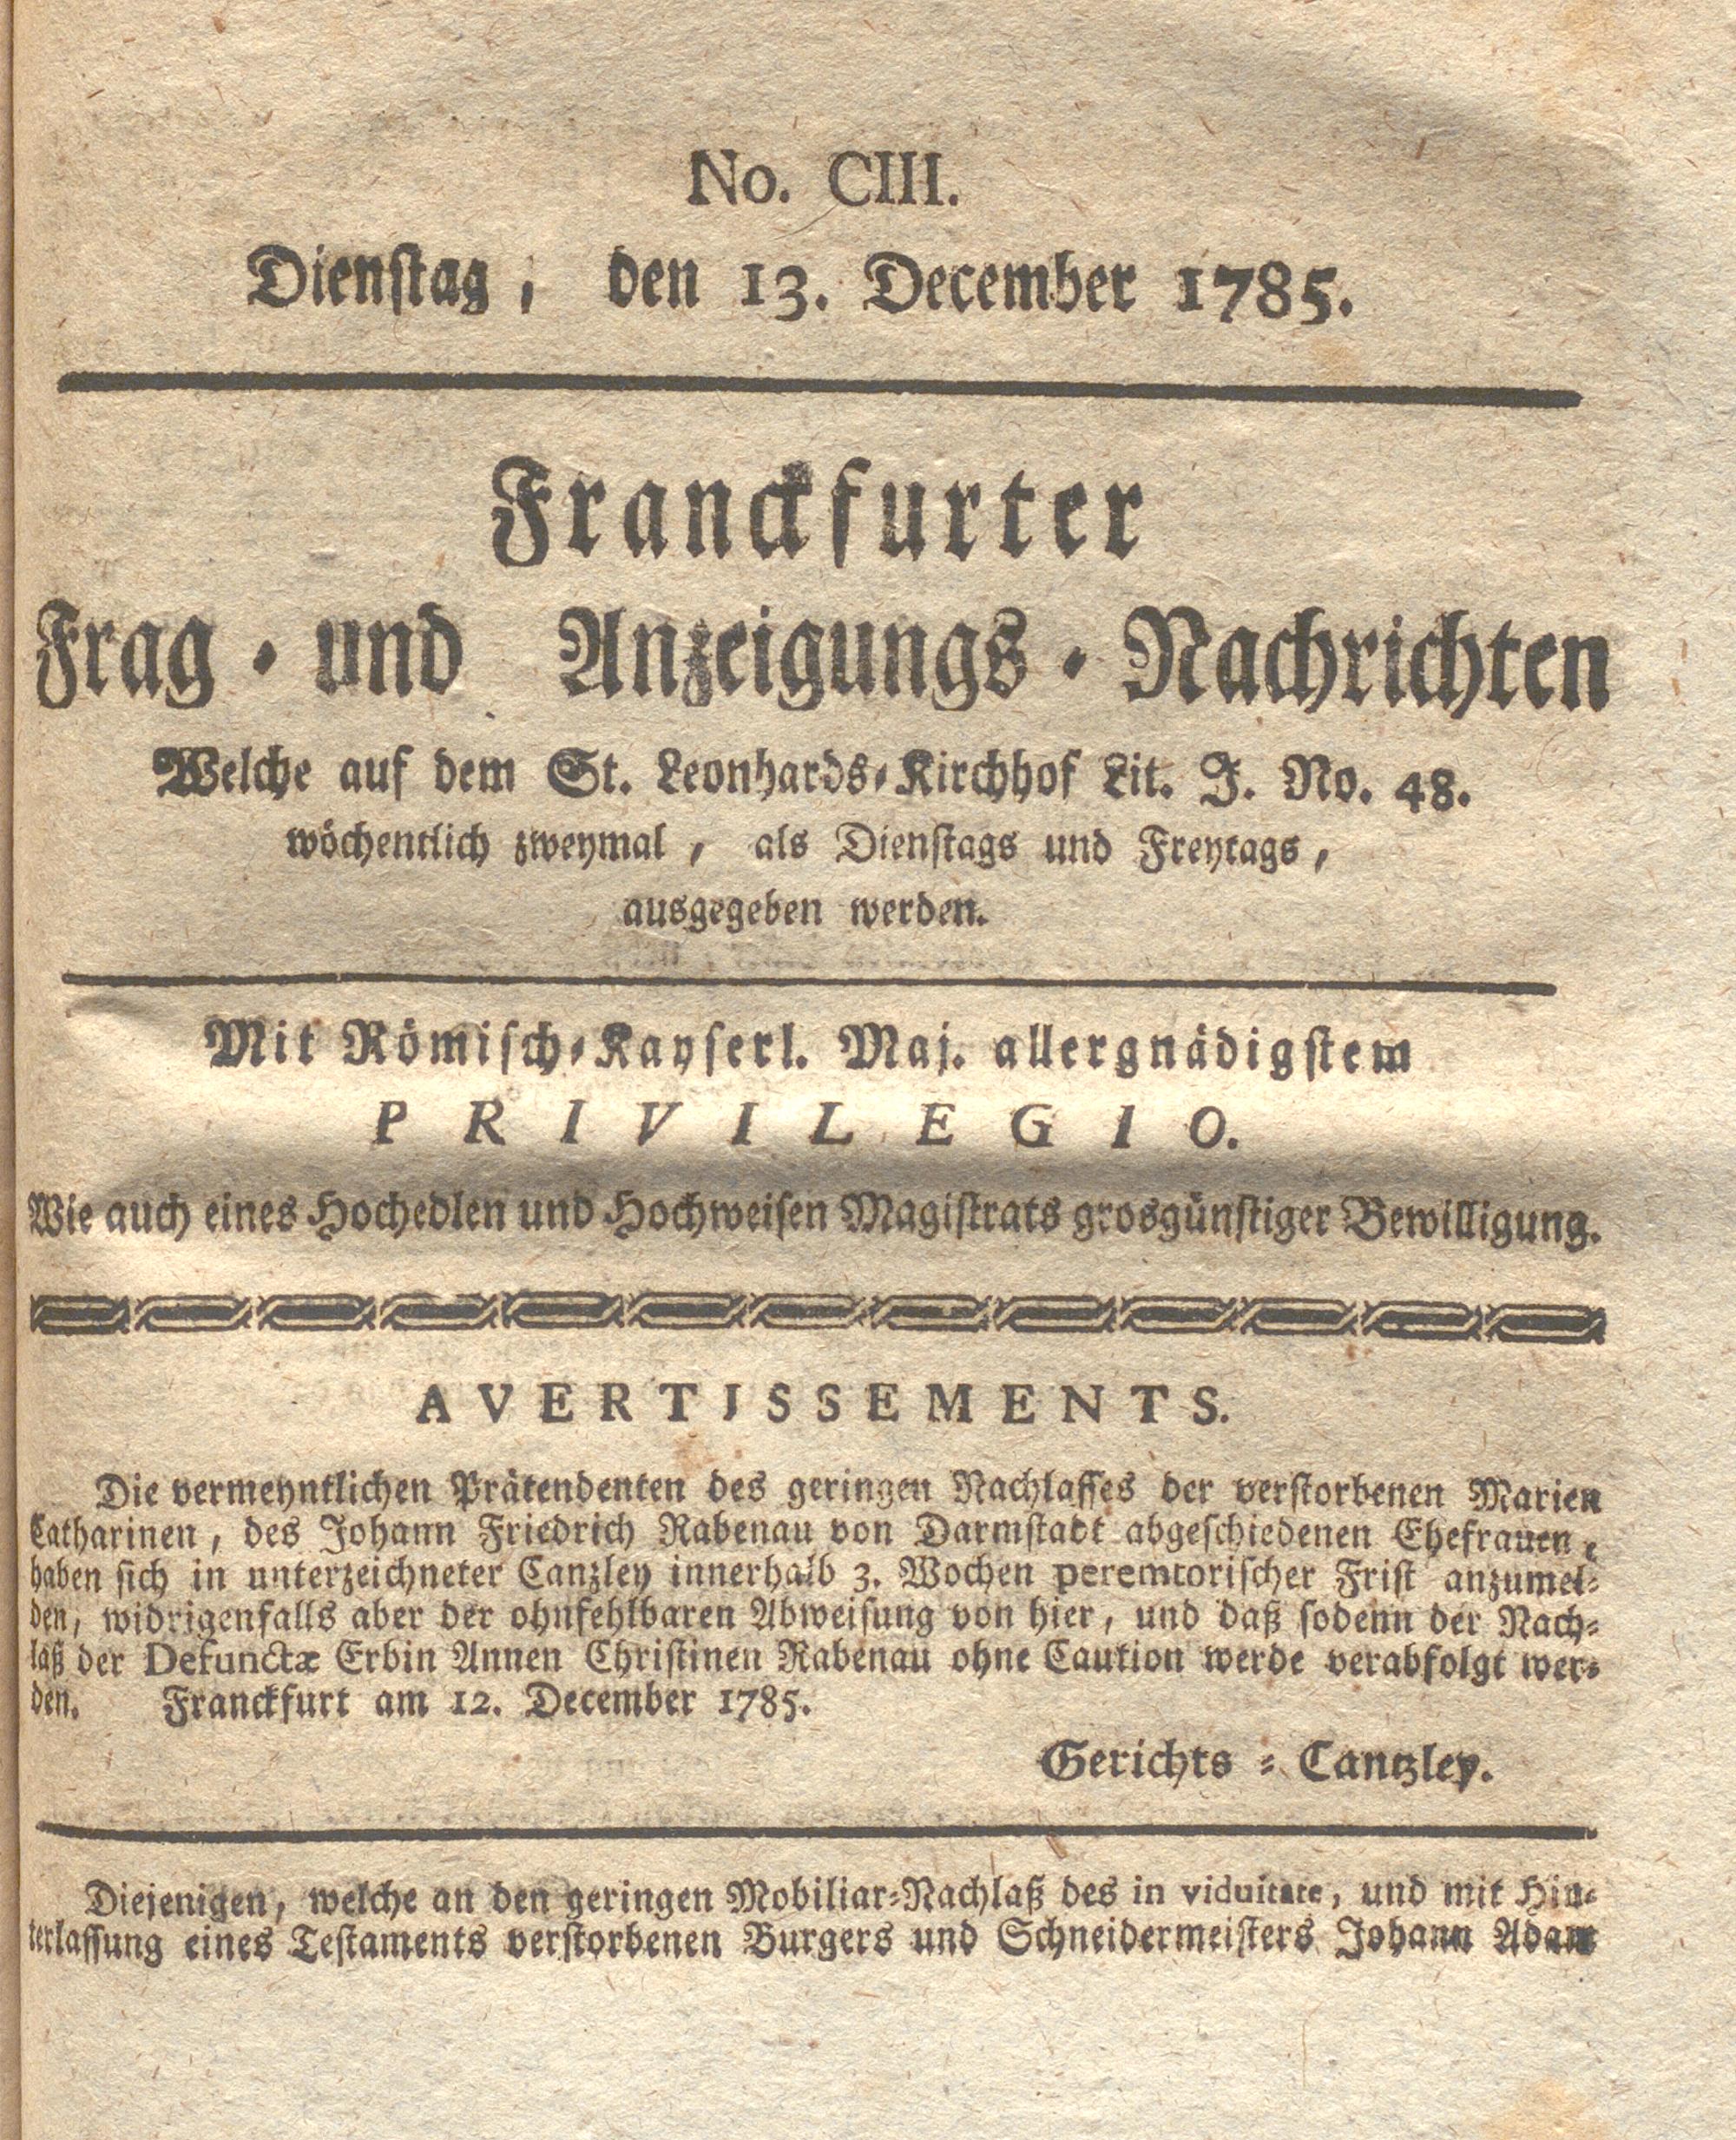 No. CIII.
Dienstag, den 13. December 1785.
Franckfurter
Frag- und Anzeigungs-Nachrichten
Welche auf dem St. Leonhards-Kirchhof Lit. J. No. 48.
wöchentlich zweymal, als Dienstags und Freytags,
ausgegeben werden.
Mit Römisch-Kayserl. Maj. allergnädigstem
PRIVILEGIO.
Wie auch eines Hochedlen und Hochweisen Magistrats grosgünstiger Bewilligung.
AVERTISSEMENTS.
Die vermeyntlichen Prätendenten des geringen Nachlasses der verstorbenen Marien
Catharinen, des Johann Friedrich Rabenau von Darmstadt abgeschiedenen Ehefrauen,
haben sich in unterzeichneter Canzley innerhalb 3. Wochen peremtorischer Frist anzumel-
den, widrigenfalls aber der ohnfehlbaren Abweisung von hier, und daß sodenn der Nach-
laß der Defunctæ Erbin Annen Christinen Rabenau ohne Caution werde verabfolgt wer-
den. Franckfurt am 12. December 1785.
Gerichts-Cantzley.
Diejenigen, welche an den geringen Mobiliar-Nachlaß des in viduitate, und mit Hin-
terlassung eines Testaments verstorbenen Burgers und Schneidermeisters Johann Adam